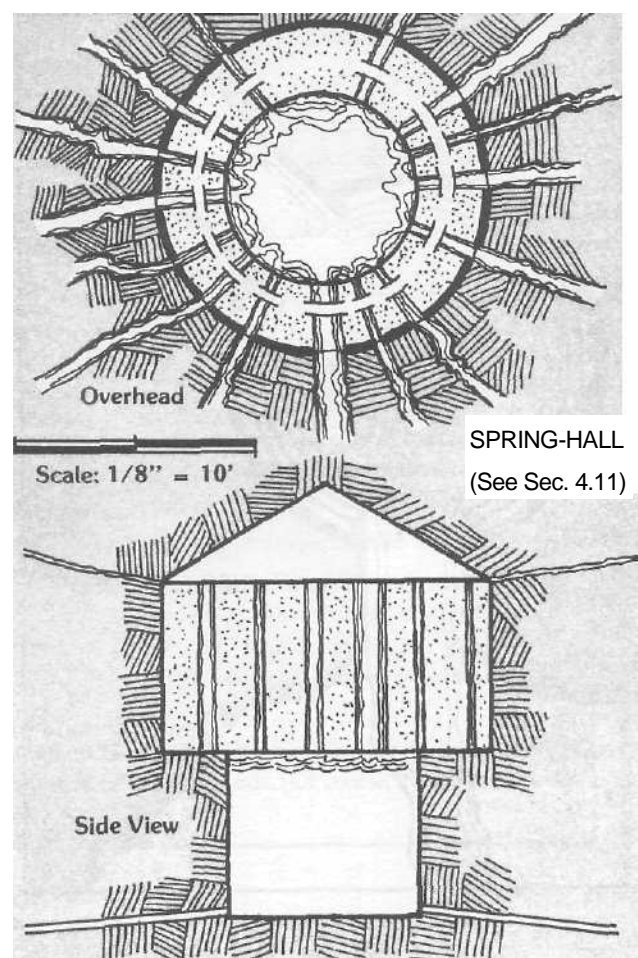 Overhead
Scale: 1/8" = 10'
SPRING-HALL
(See Sec. 4.11)
Side View